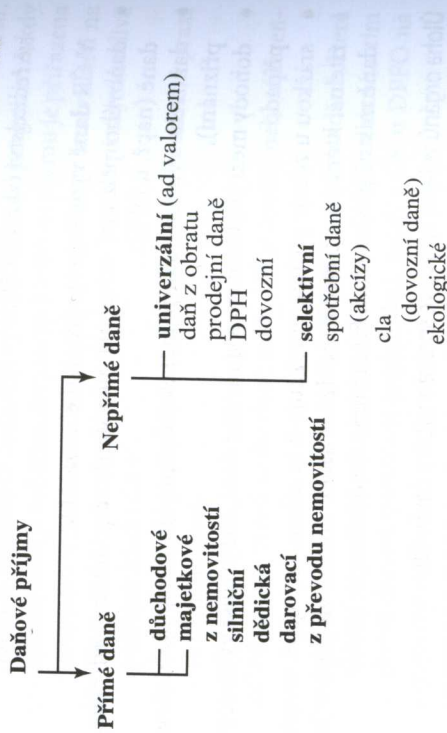 Daňové příjmy
Přímé daně
důchodové
majetkové
z nemovitostí
silniční
dědická
darovací
z převodu nemovitostí
Nepřímé daně
univerzální (ad valorem)
daň z obratu
prodejní daně
DPH
dovozní
selektivní
spotřební daně
(akcízy)
cla
(dovozní daně)
ekologické